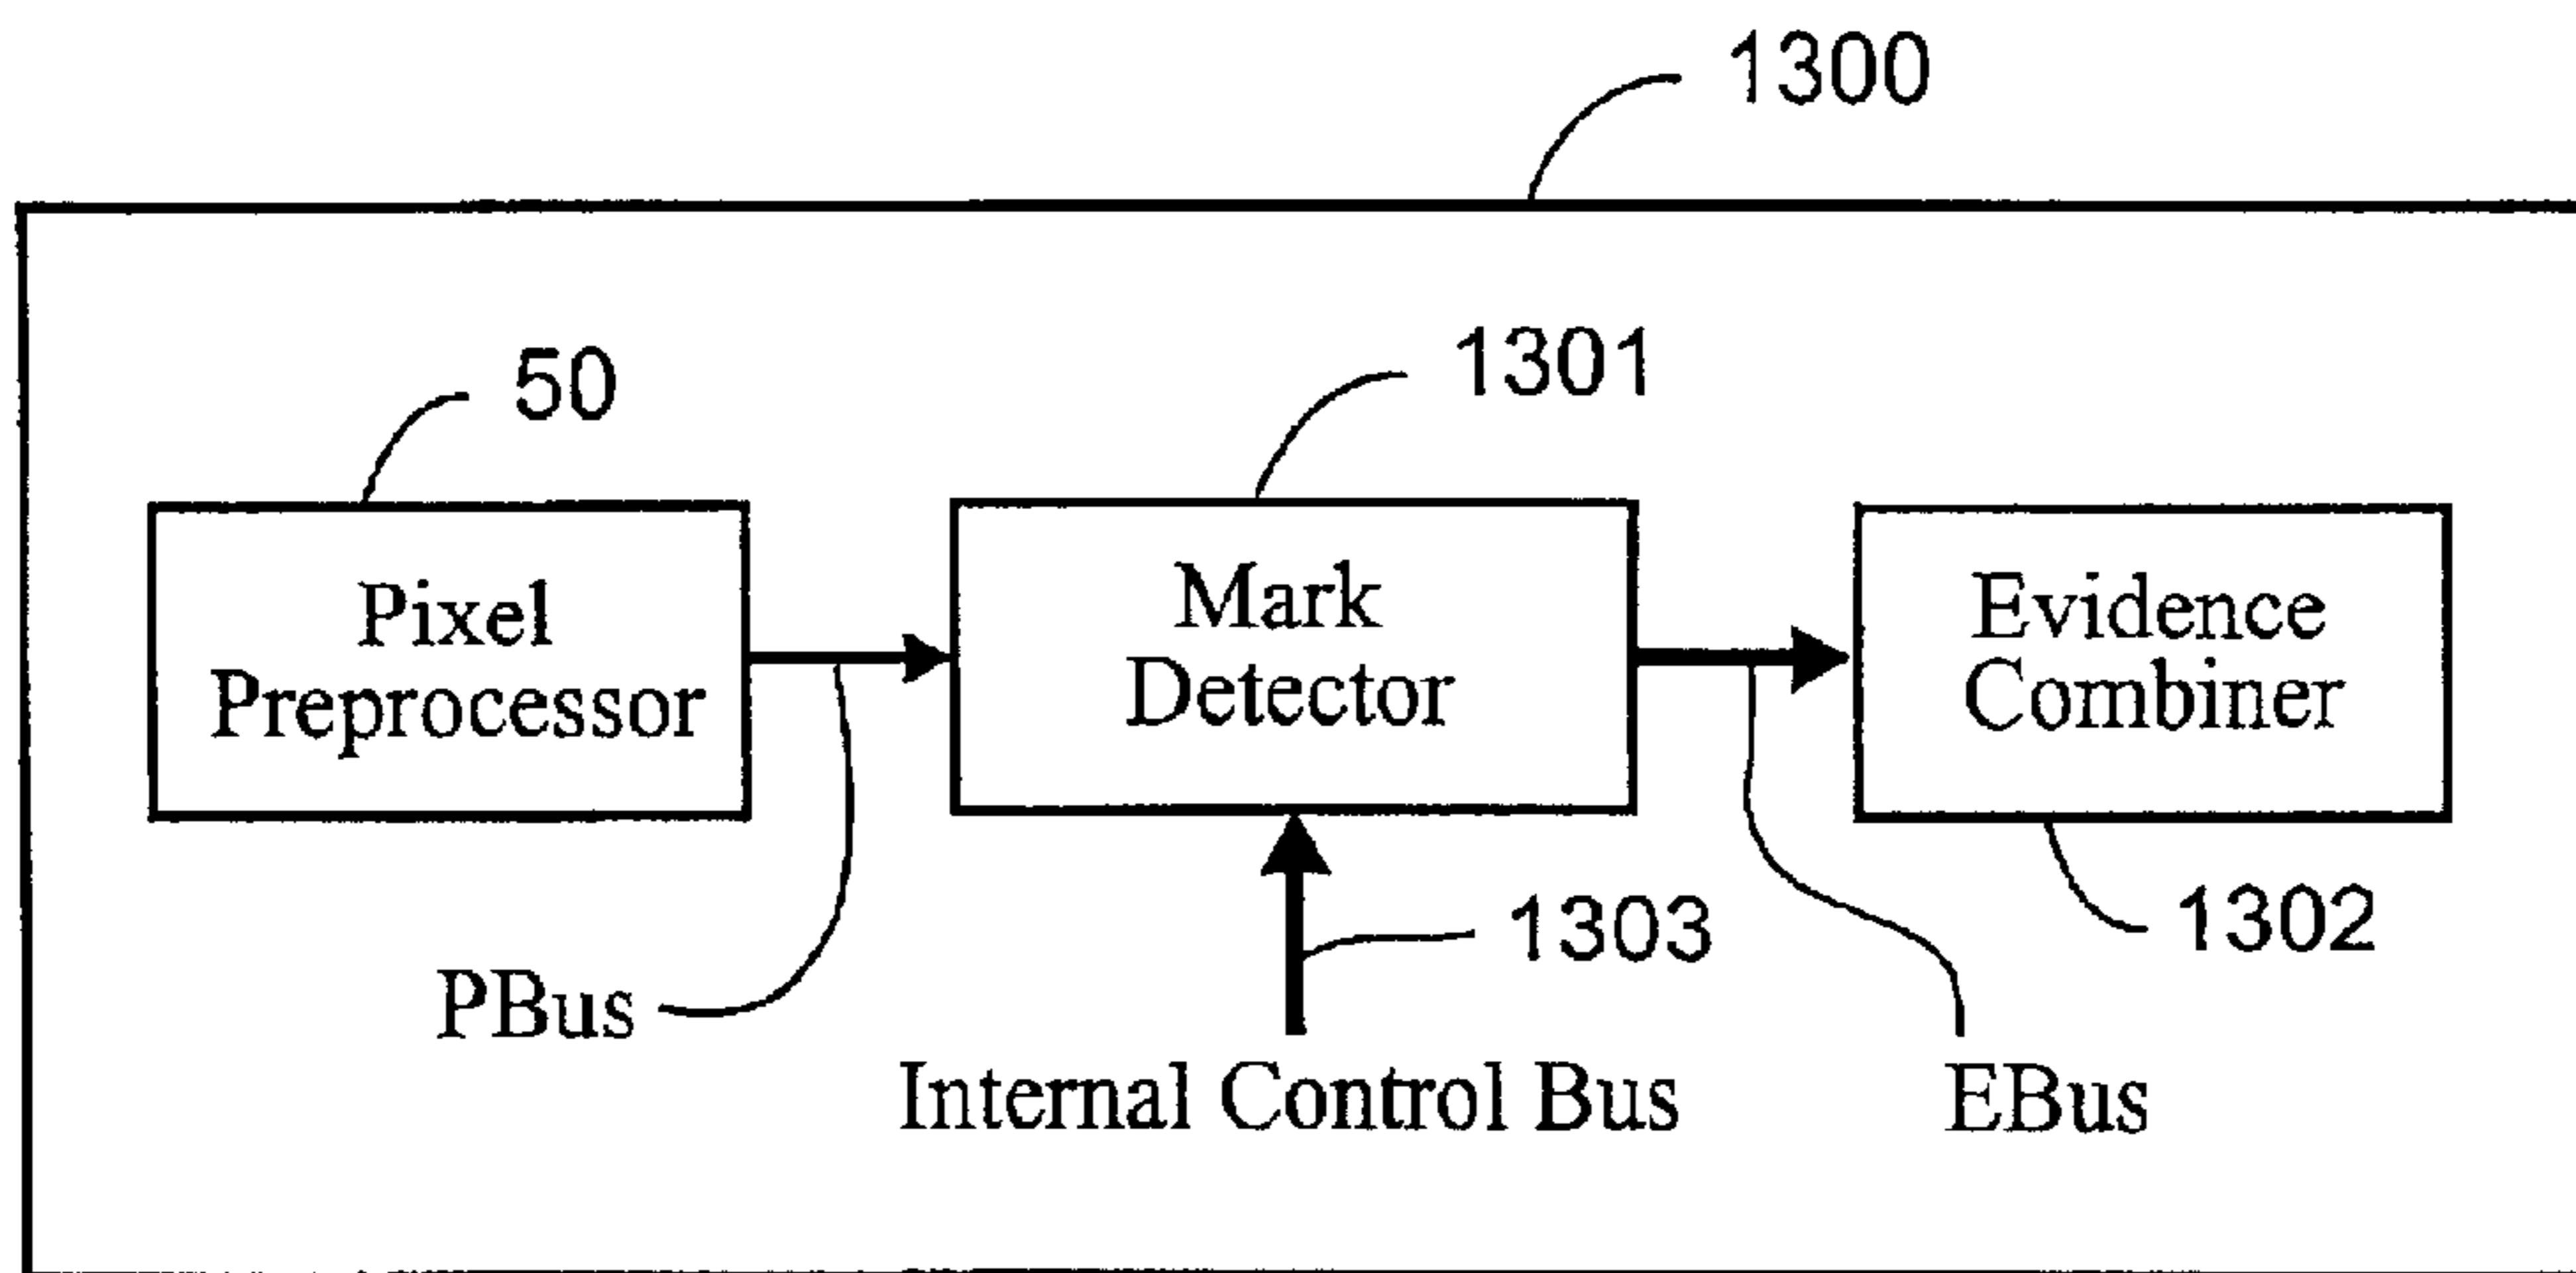 1300
50
1301
Pixel
Preprocessor
Mark
Detector
Evidence
Combiner
1303
1302
PBus
Internal Control Bus
EBus